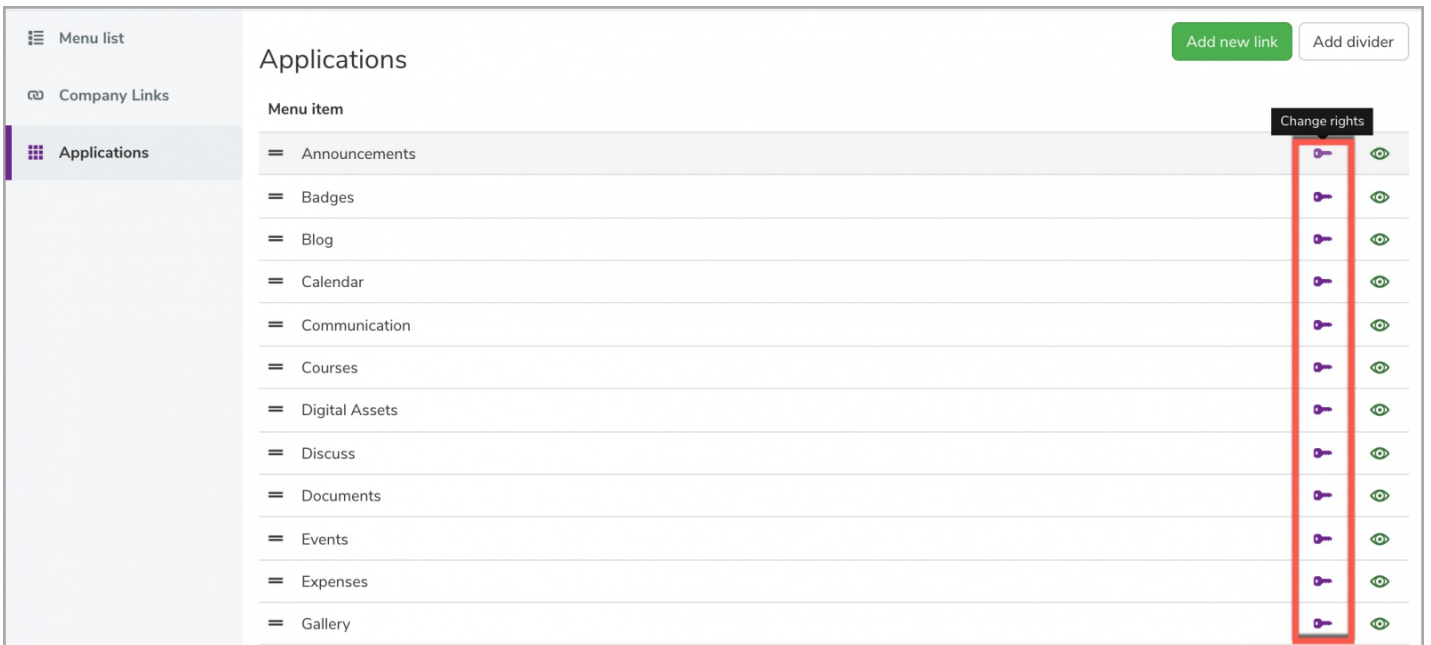 Menu list
Company Links
Applications
Applications
Add new link
Add divider
Menu item
Change rights
Announcements
Badges
Blog
Calendar
Communication
Courses
Digital Assets
Discuss
Documents
Events
Expenses
Gallery